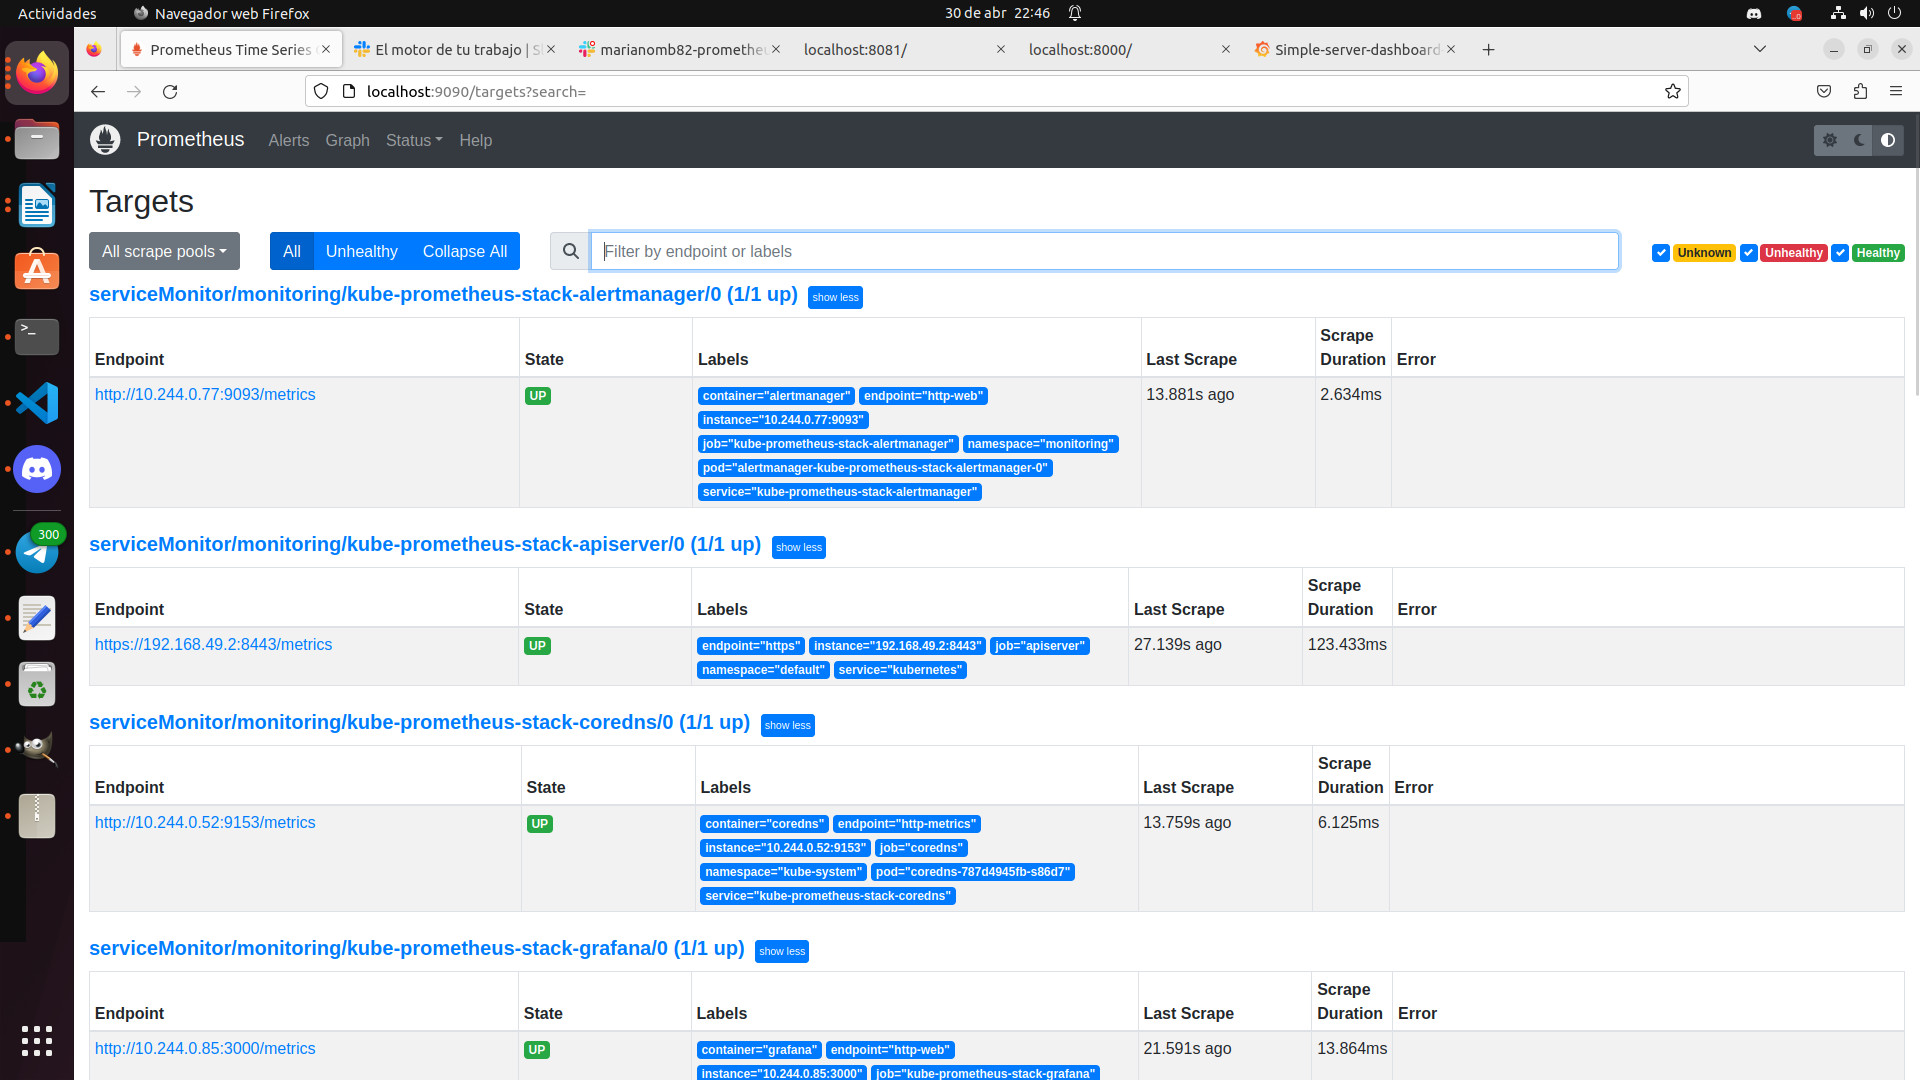 Actividades
Navegador web Firefox
30 de abr 22:46
Prometheus Time Series
El motor de tu trabajo | Sl
marianomb82-prometheu
localhost:8081/
localhost:8000/
Simple-server-dashboard
localhost:9090/targets?search=
Prometheus
Alerts
Graph
Status
Help
Targets
All scrape pools
All
Unhealthy
Collapse All
Filter by endpoint or labels
Unknown
Unhealthy
Healthy
serviceMonitor/monitoring/kube-prometheus-stack-alertmanager/0 (1/1 up)
show less
Endpoint
State
Labels
Last Scrape
Scrape Duration
Error
http://10.244.0.77:9093/metrics
UP
container="alertmanager" endpoint="http-web"
instance="10.244.0.77:9093"
job="kube-prometheus-stack-alertmanager" namespace="monitoring"
pod="alertmanager-kube-prometheus-stack-alertmanager-0"
service="kube-prometheus-stack-alertmanager"
13.881s ago
2.634ms
300
serviceMonitor/monitoring/kube-prometheus-stack-apiserver/0 (1/1 up)
show less
Endpoint
State
Labels
Last Scrape
Scrape Duration
Error
https://192.168.49.2:8443/metrics
UP
endpoint="https" instance="192.168.49.2:8443" job="apiserver"
namespace="default" service="kubernetes"
27.139s ago
123.433ms
serviceMonitor/monitoring/kube-prometheus-stack-coredns/0 (1/1 up)
show less
Endpoint
State
Labels
Last Scrape
Scrape Duration
Error
http://10.244.0.52:9153/metrics
UP
container="coredns" endpoint="http-metrics"
instance="10.244.0.52:9153" job="coredns"
namespace="kube-system" pod="coredns-787d4945fb-s86d7"
service="kube-prometheus-stack-coredns"
13.759s ago
6.125ms
serviceMonitor/monitoring/kube-prometheus-stack-grafana/0 (1/1 up)
show less
Endpoint
State
Labels
Last Scrape
Scrape Duration
Error
http://10.244.0.85:3000/metrics
UP
container="grafana" endpoint="http-web"
instance="10.244.0.85:3000" job="kube-prometheus-stack-grafana"
21.591s ago
13.864ms